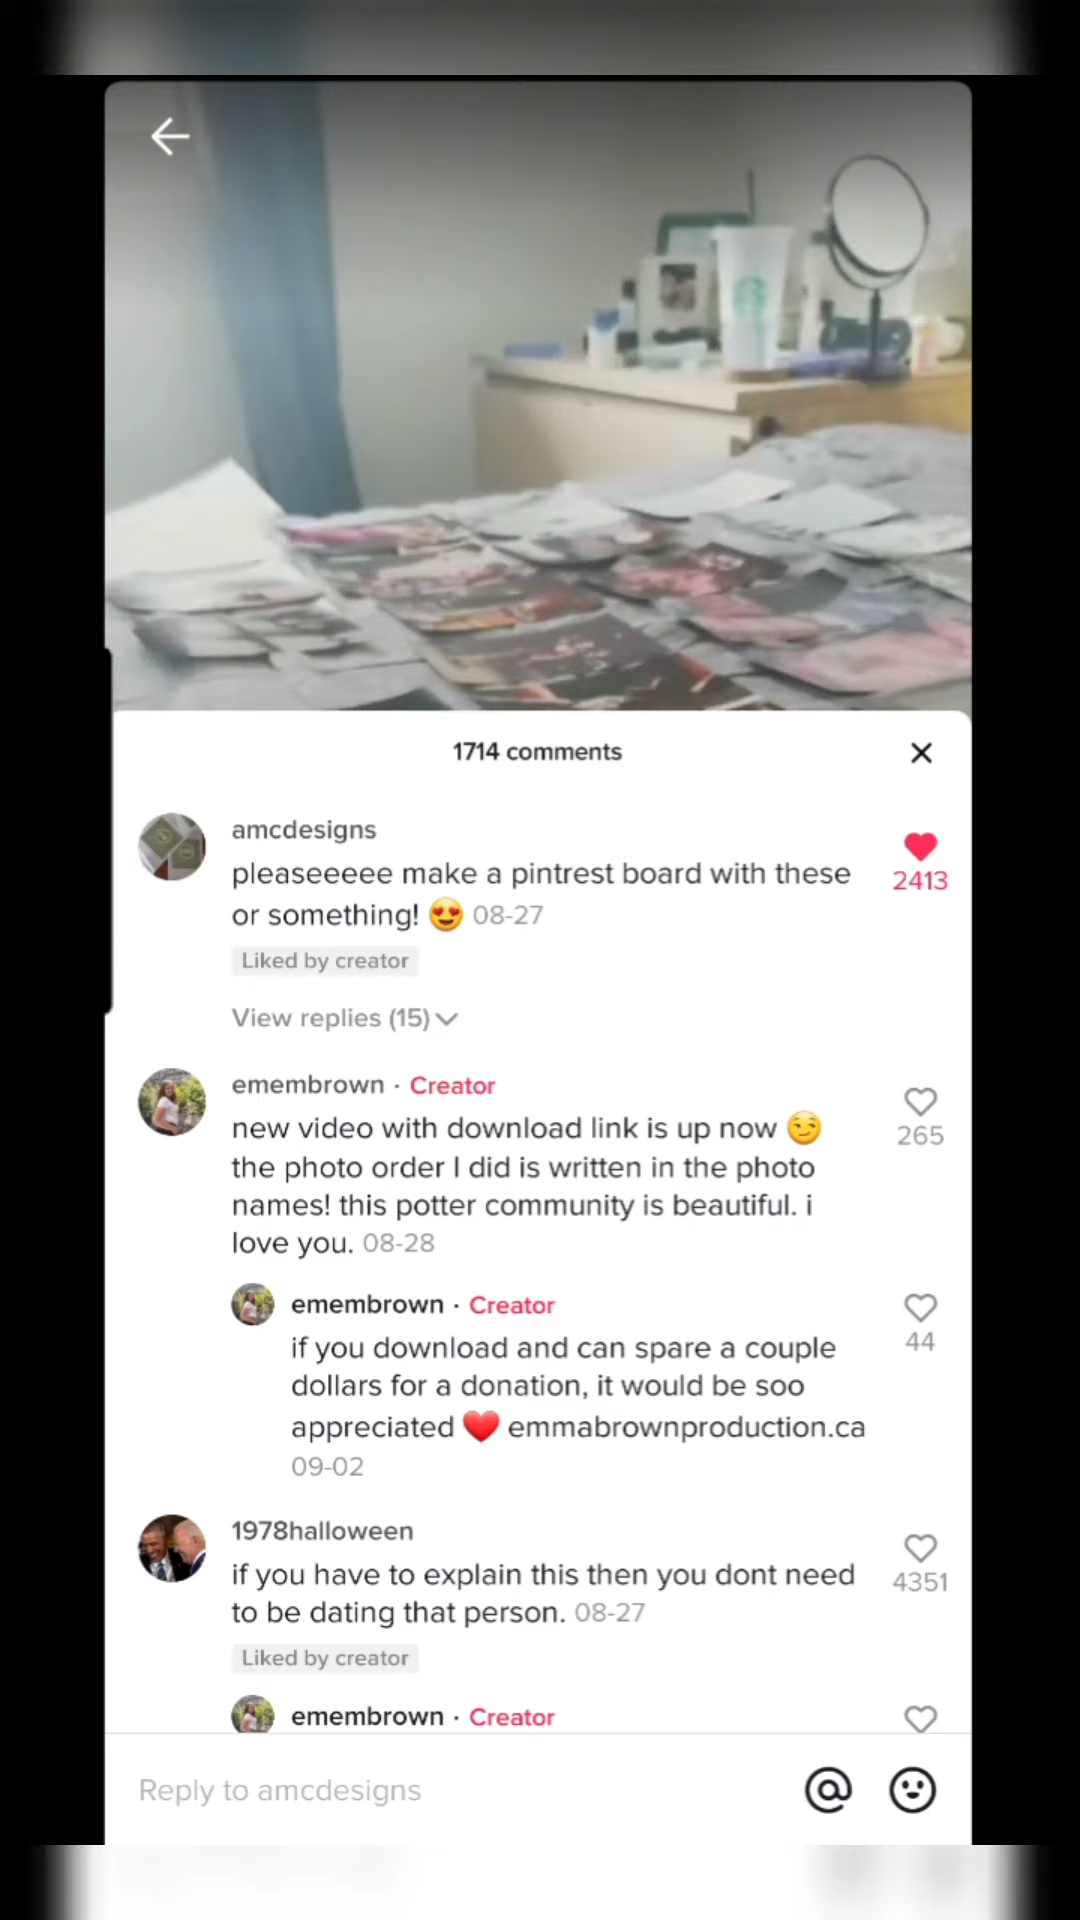 1714 comments
amcdesigns
pleaseeeee make a pintrest board with these
or something! 😍 08-27
2413
Liked by creator
View replies (15)
emembrown · Creator
new video with download link is up now 😏
the photo order I did is written in the photo
names! this potter community is beautiful. i
love you. 08-28
265
emembrown · Creator
if you download and can spare a couple
dollars for a donation, it would be soo
appreciated ❤️ emmabrownproduction.ca
09-02
44
1978halloween
if you have to explain this then you dont need
to be dating that person. 08-27
4351
Liked by creator
emembrown · Creator
Reply to amcdesigns